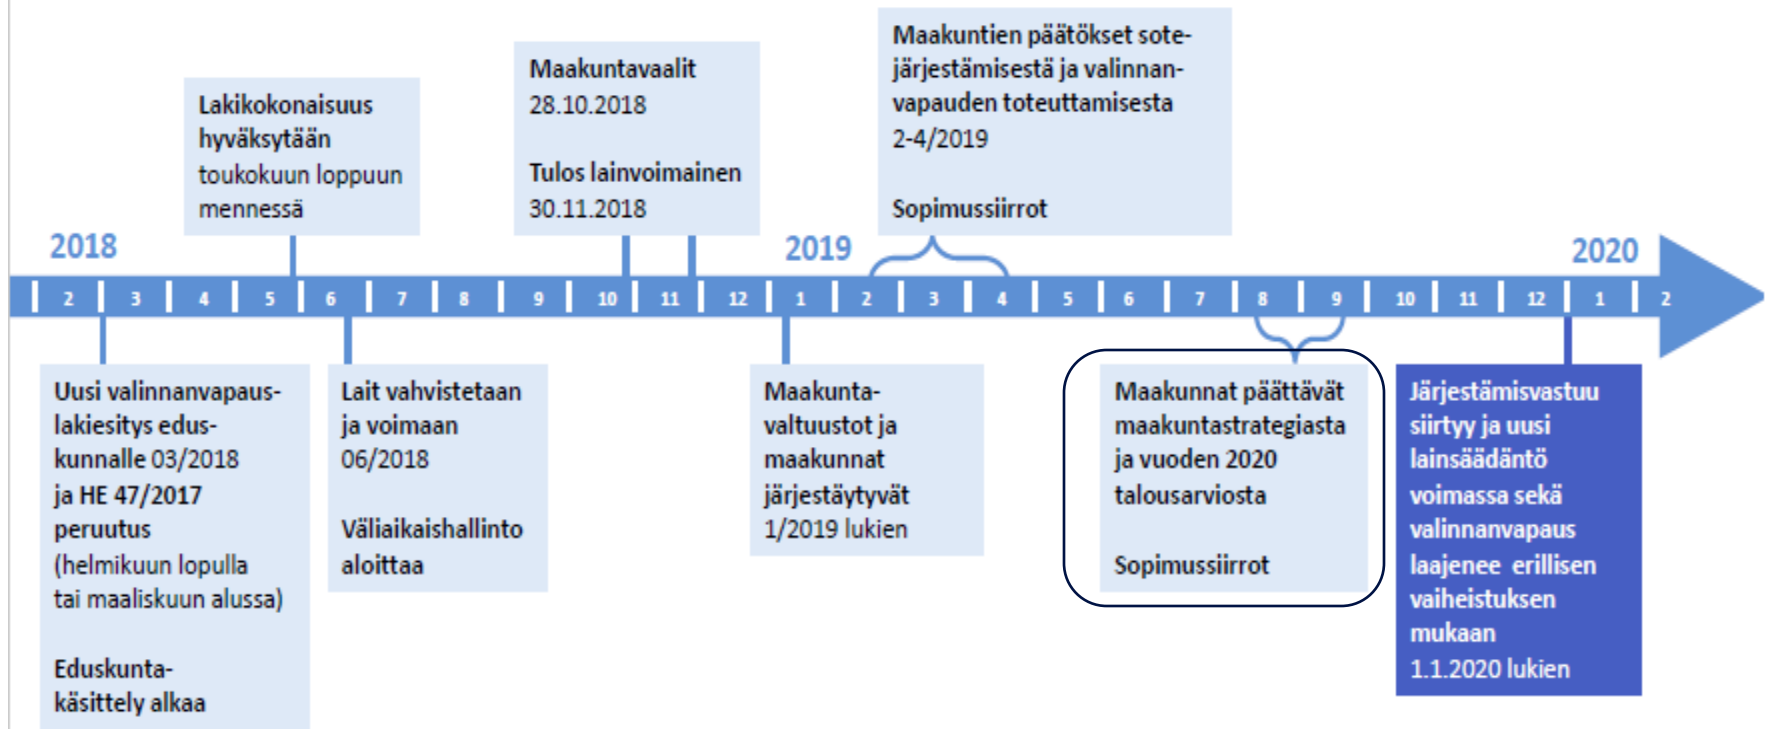 Maakuntien päätökset sote-
järjestämisestä ja valinnan-
vapauden toteuttamisesta
2-4/2019
Sopimussiirrot
Maakuntavaalit
28.10.2018
Tulos lainvoimainen
30.11.2018
Lakikokonaisuus
hyväksytään
toukokuun loppuun
mennessä
2018
2019
2020
2 3 4 5 6 7 8 9 10 11 12 1 2 3 4 5 6 7 8 9 10 11 12 1 2
Uusi valinnanvapaus-
lakiesitys edus-
kunnalle 03/2018
ja HE 47/2017
peruutus
(helmikuun lopulla
tai maaliskuun alussa)
Eduskunta-
käsittely alkaa
Lait vahvistetaan
ja voimaan
06/2018
Väliaikaishallinto
aloittaa
Maakunta-
valtuustot ja
maakunnat
järjestäytyvät
1/2019 lukien
Maakunnat päättävät
maakuntastrategiasta
ja vuoden 2020
talousarviosta
Sopimussiirrot
Järjestämisvastuu
siirtyy ja uusi
lainsäädäntö
voimassa sekä
valinnanvapaus
laajenee erillisen
vaiheistuksen
mukaan
1.1.2020 lukien